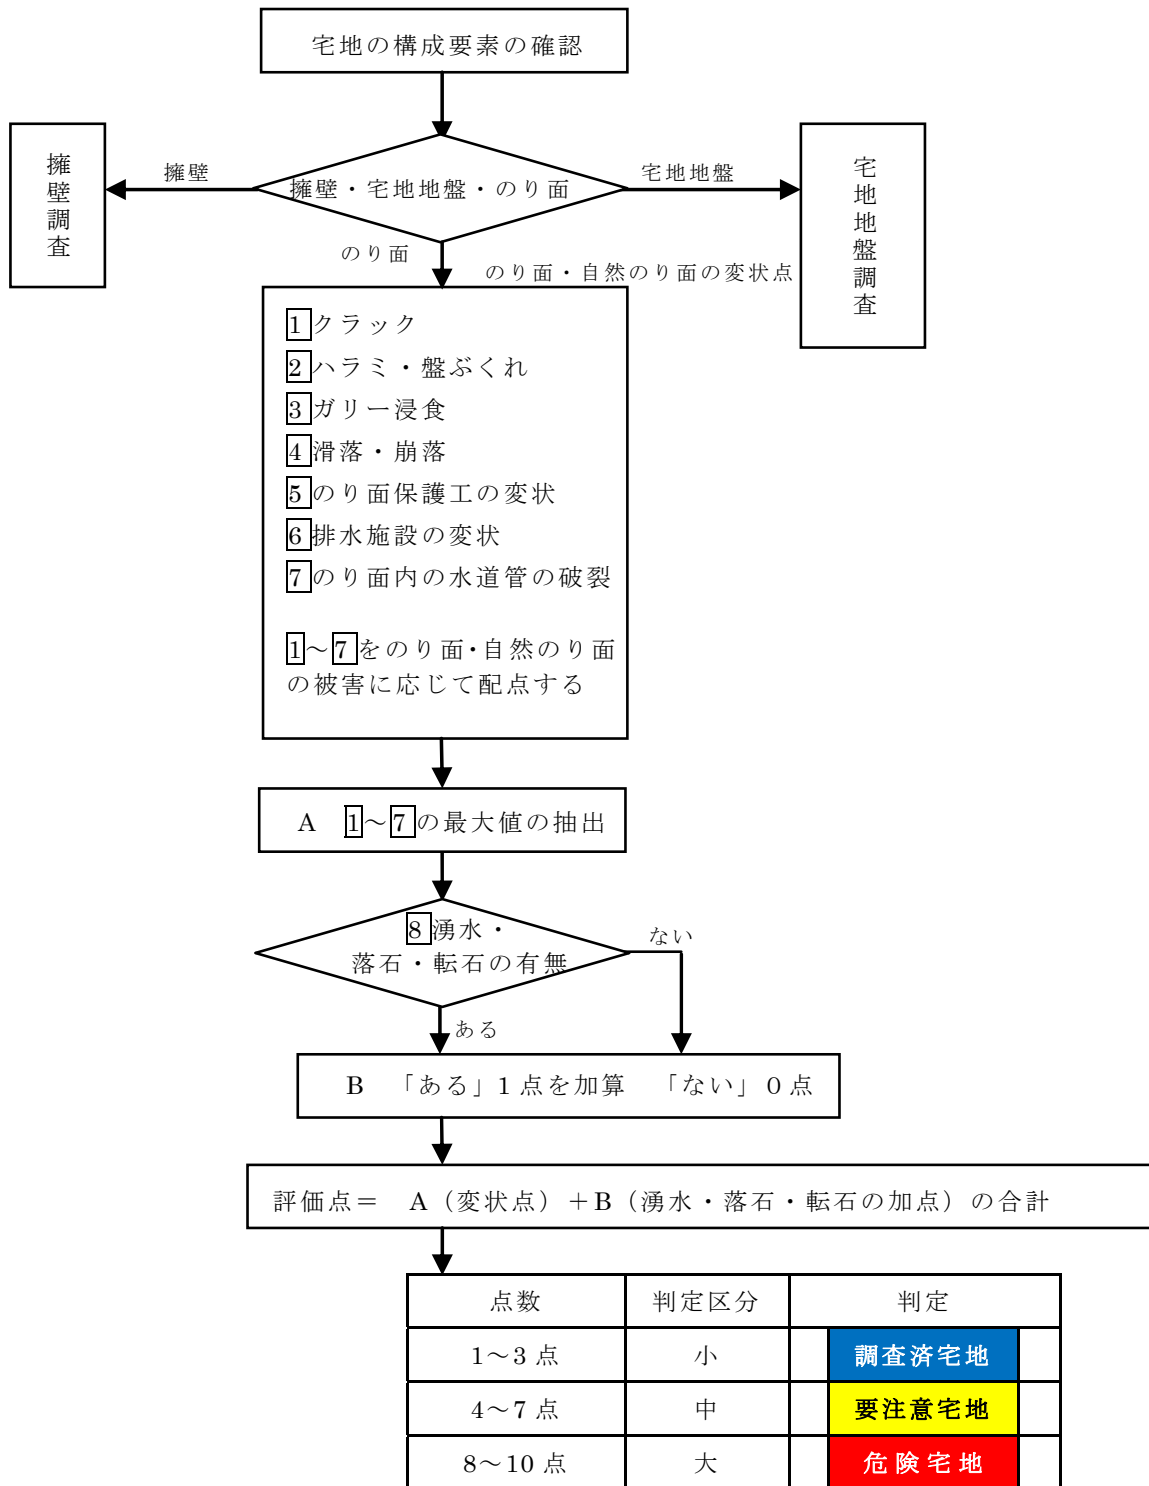 宅地の構成要素の確認
擁壁・宅地地盤・のり面
擁壁
擁壁調査
宅地地盤
宅地地盤調査
のり面
のり面・自然のり面の変状点
1クラック
2ハラミ・盤ぶくれ
3ガリー浸食
4滑落・崩落
5のり面保護工の変状
6排水施設の変状
7のり面内の水道管の破裂
1～7をのり面・自然のり面
の被害に応じて配点する
A 1～7の最大値の抽出
8湧水・
落石・転石の有無
ない
ある
B 「ある」1点を加算 「ない」0点
評価点＝ A（変状点）＋B（湧水・落石・転石の加点）の合計
点数 判定区分 判定
1～3点 小 調査済宅地
4～7点 中 要注意宅地
8～10点 大 危険宅地